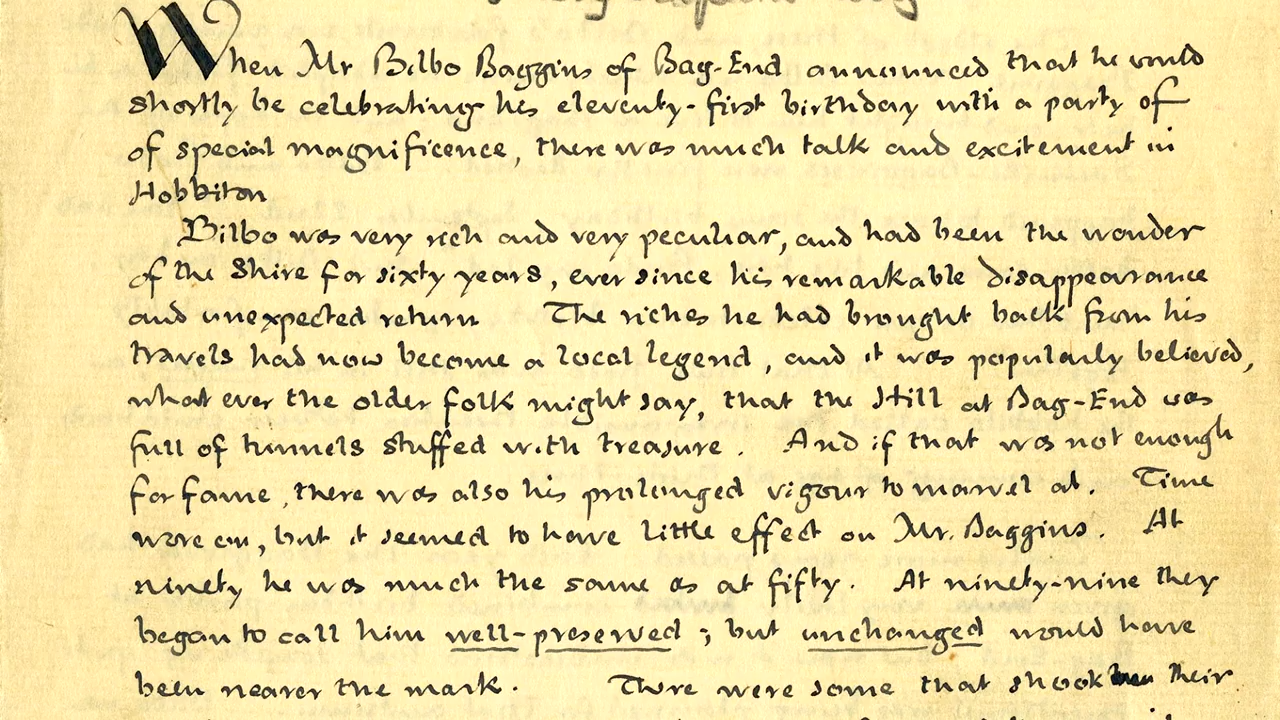 When Mr Bilbo Baggins of Bag-End announced that he would
shortly be celebrating his eleventy-first birthday with a party of
of special magnificence, there was much talk and excitement in
Hobbiton
Bilbo was very rich and very peculiar, and had been the wonder
of the Shire for sixty years, ever since his remarkable disappearance
and unexpected return The riches he had brought back from his
travels had now become a local legend, and it was popularly believed,
what ever the older folk might say, that the Hill at Bag-End was
full of tunnels stuffed with treasure. And if that was not enough
for fame, there was also his prolonged vigour to marvel at. Time
wore on, but it seemed to have little effect on Mr. Baggins. At
ninety he was much the same as at fifty. At ninety-nine they
began to call him well-preserved; but unchanged would have
been nearer the mark. There were some that shook their